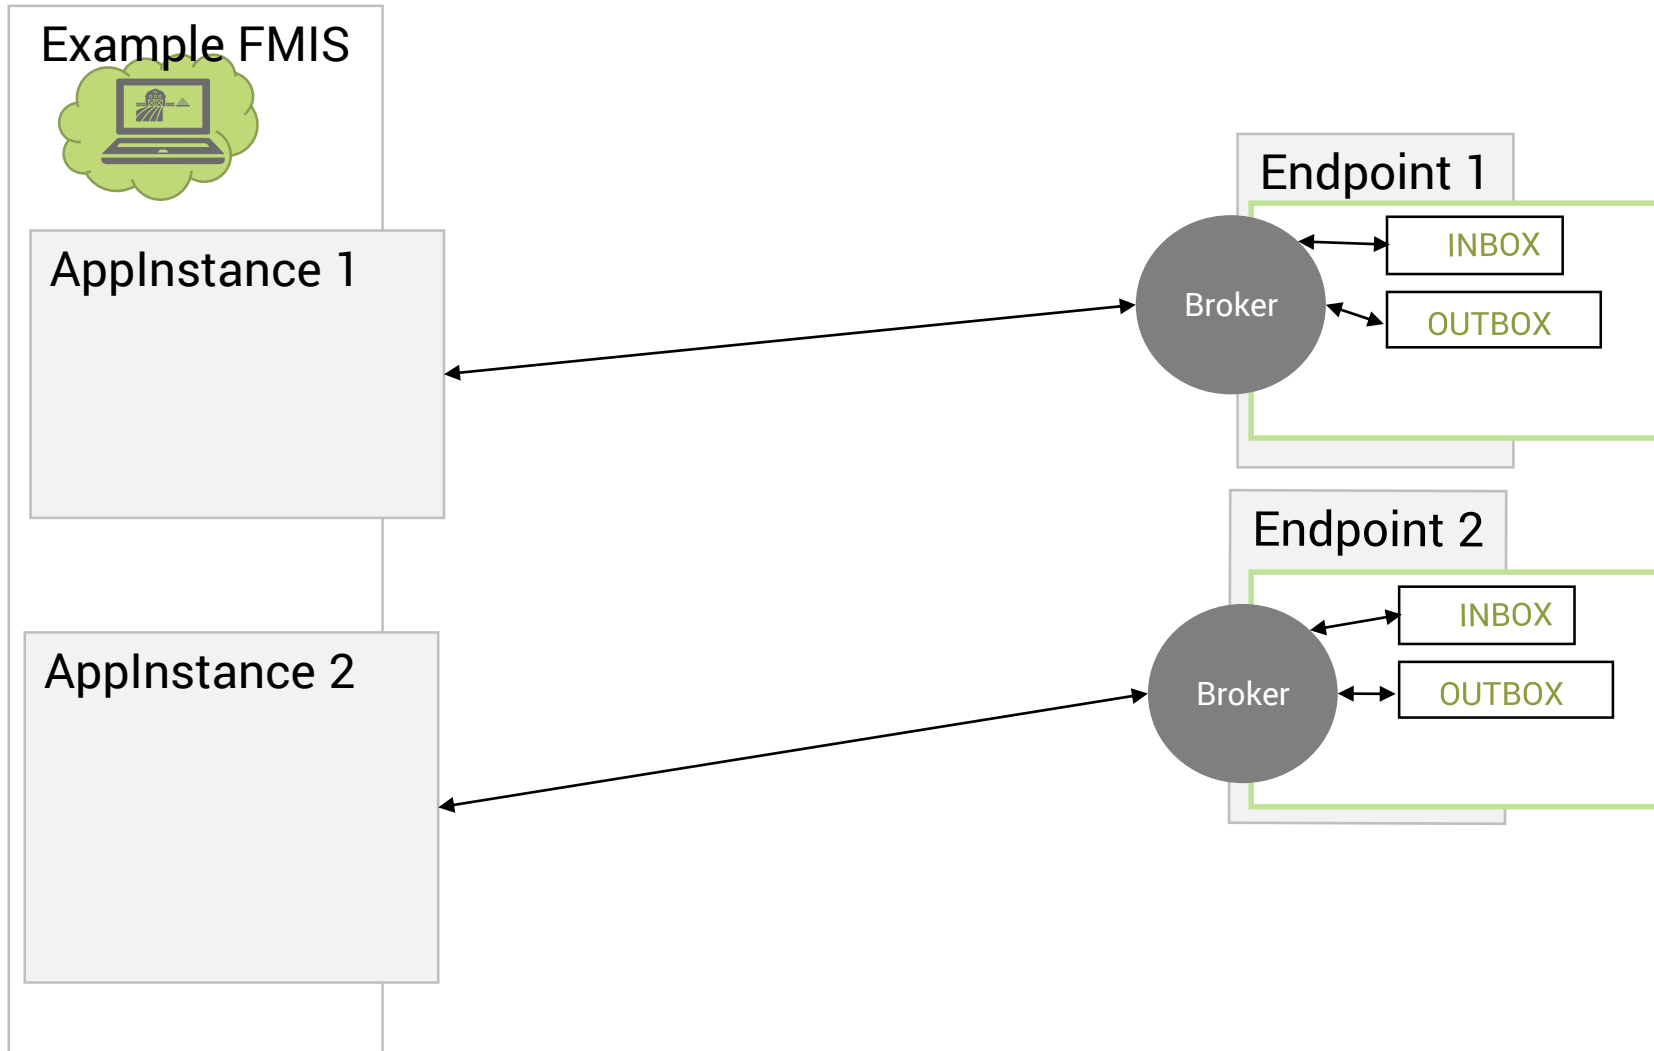 Example FMIS
AppInstance 1
AppInstance 2
Endpoint 1
Broker
INBOX
OUTBOX
Endpoint 2
Broker
INBOX
OUTBOX